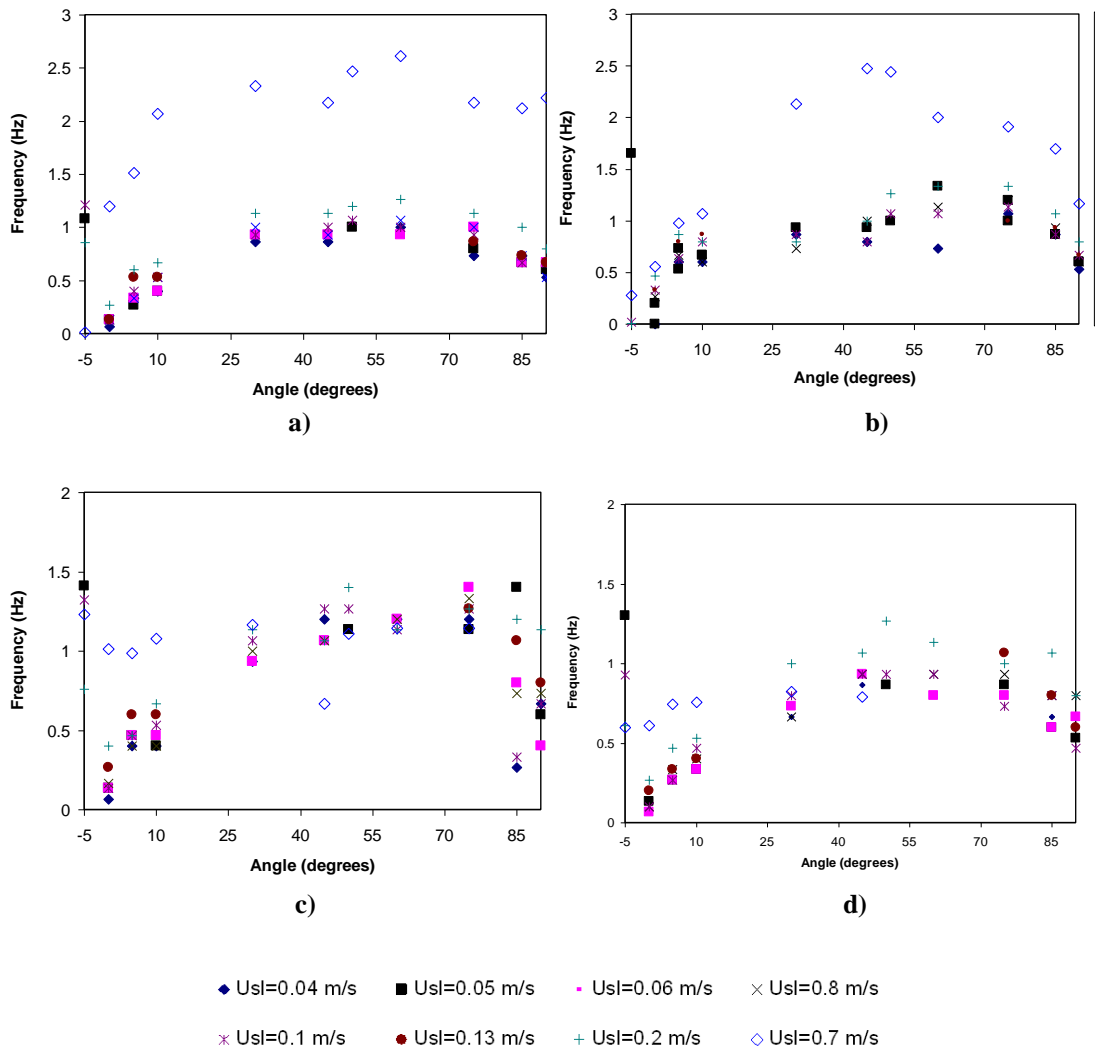 3
2.5
2
1.5
1
0.5
0
Frequency (Hz)
-5 10 25 40 55 70 85
Angle (degrees)
a)
3
2.5
2
1.5
1
0.5
0
Frequency (Hz)
-5 10 25 40 55 70 85
Angle (degrees)
b)
2
1.5
1
0.5
0
Frequency (Hz)
-5 10 25 40 55 70 85
Angle (degrees)
c)
2
1.5
1
0.5
0
Frequency (Hz)
-5 10 25 40 55 70 85
Angle (degrees)
d)
Usl=0.04 m/s Usl=0.05 m/s Usl=0.06 m/s Usl=0.8 m/s
Usl=0.1 m/s Usl=0.13 m/s Usl=0.2 m/s Usl=0.7 m/s